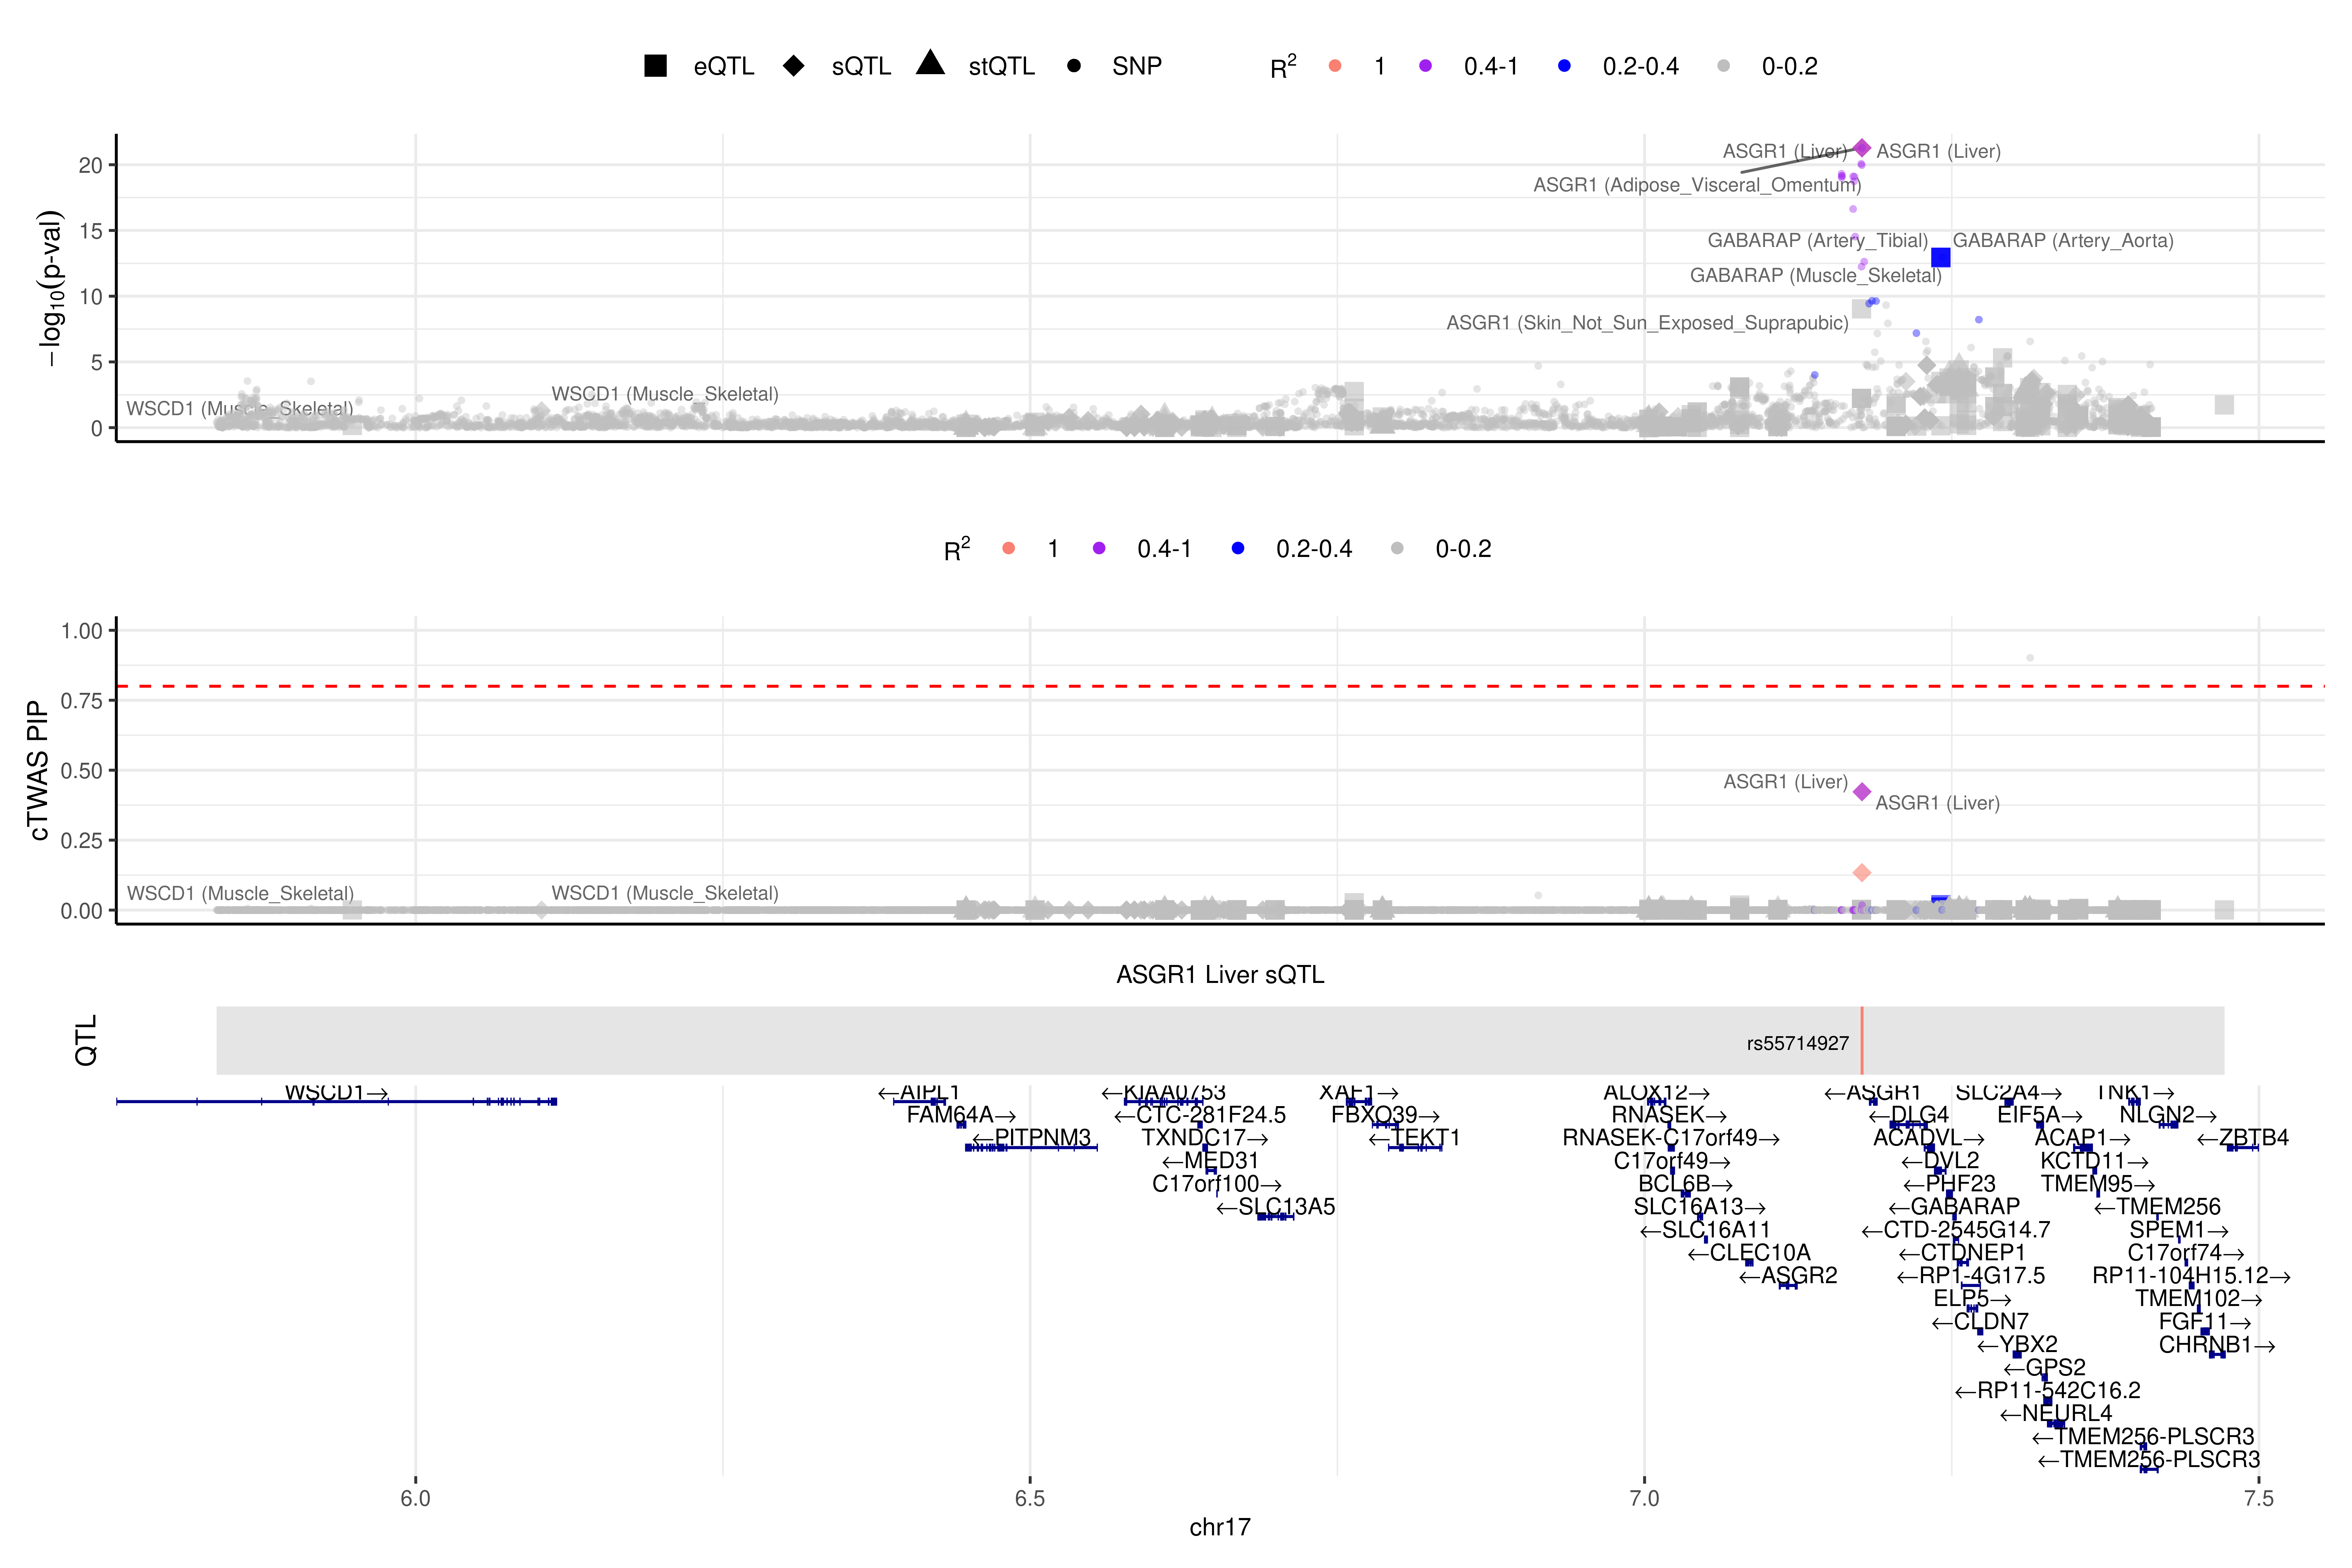 eQTL sQTL stQTL SNP R2 1 0.4-1 0.2-0.4 0-0.2
−log10(p-val)
20
15
10
5
0
ASGR1 (Liver) ASGR1 (Liver)
ASGR1 (Adipose_Visceral_Omentum)
GABARAP (Artery_Tibial) GABARAP (Artery_Aorta)
GABARAP (Muscle_Skeletal)
ASGR1 (Skin_Not_Sun_Exposed_Suprapubic)
WSCD1 (Muscle_Skeletal)
WSCD1 (Muscle_Skeletal)
R2 1 0.4-1 0.2-0.4 0-0.2
cTWAS PIP
1.00
0.75
0.50
0.25
0.00
ASGR1 (Liver)
ASGR1 (Liver)
WSCD1 (Muscle_Skeletal) WSCD1 (Muscle_Skeletal)
ASGR1 Liver sQTL
QTL
rs55714927
WSCD1→ ←AIPL1 ←KIAA0753 XAF1→ ALOX12→ ←ASGR1 SLC2A4→ TNK1→
FAM64A→ ←CTC-281F24.5 FBXO39→ RNASEK→ ←DLG4 EIF5A→ NLGN2→
←PITPNM3 TXNDC17→ ←TEKT1 RNASEK-C17orf49→ ACADVL→ ACAP1→ ←ZBTB4
←MED31 C17orf49→ ←DVL2 KCTD11→
C17orf100→ BCL6B→ ←PHF23 TMEM95→
←SLC13A5 SLC16A13→ ←GABARAP ←TMEM256
←SLC16A11 ←CTD-2545G14.7 SPEM1→
←CLEC10A ←CTDNEP1 C17orf74→
←ASGR2 ←RP1-4G17.5 RP11-104H15.12→
ELP5→ TMEM102→
←CLDN7 FGF11→
←YBX2 CHRNB1→
←GPS2
←RP11-542C16.2
←NEURL4
←TMEM256-PLSCR3
←TMEM256-PLSCR3
6.0 6.5 7.0 7.5
chr17